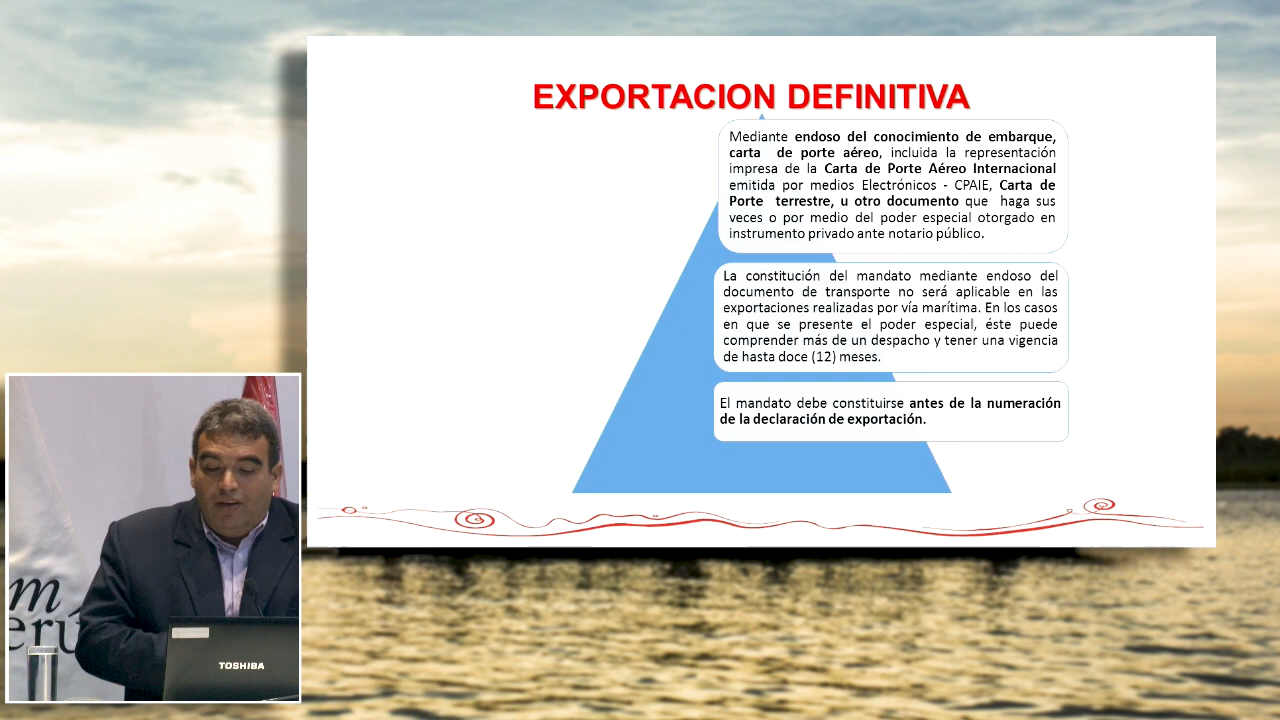 EXPORTACION DEFINITIVA
Mediante endoso del conocimiento de embarque,
carta de porte aéreo, incluida la representación
impresa de la Carta de Porte Aéreo Internacional
emitida por medios Electrónicos - CPAIE, Carta de
Porte terrestre, u otro documento que haga sus
veces o por medio del poder especial otorgado en
instrumento privado ante notario público.
La constitución del mandato mediante endoso del
documento de transporte no será aplicable en las
exportaciones realizadas por vía marítima. En los casos
en que se presente el poder especial, éste puede
comprender más de un despacho y tener una vigencia
de hasta doce (12) meses.
El mandato debe constituirse antes de la numeración
de la declaración de exportación.
TOSHIBA